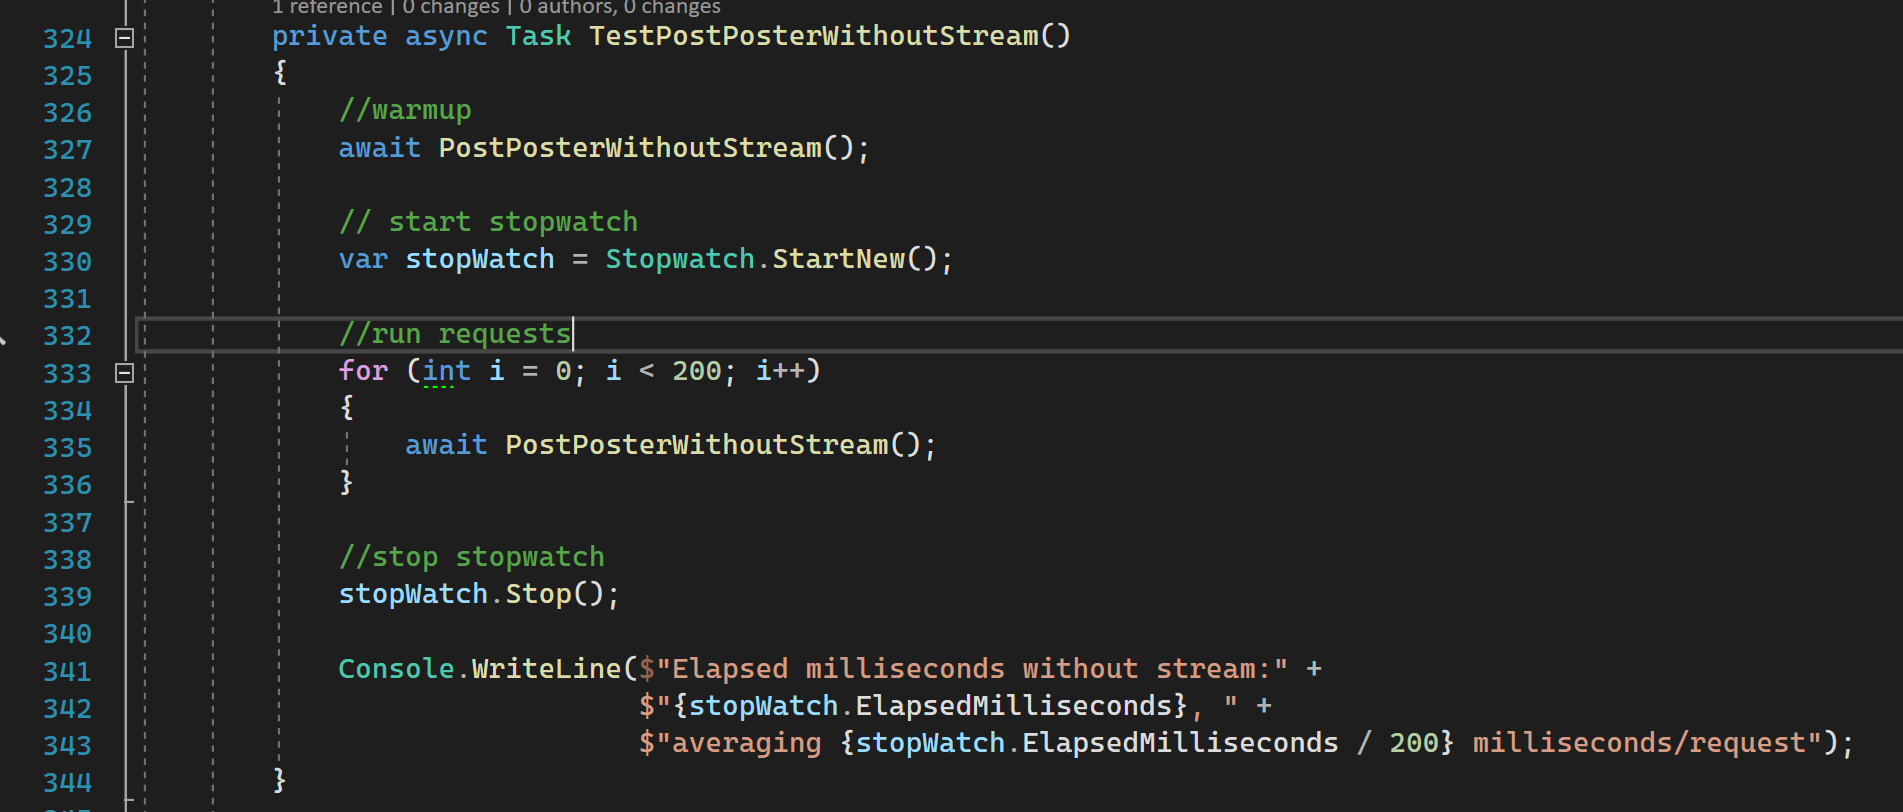 1 reference | 0 changes | 0 authors, 0 changes
324 private async Task TestPostPosterWithoutStream()
325 {
326 //warmup
327 await PostPosterWithoutStream();
328
329 // start stopwatch
330 var stopWatch = Stopwatch.StartNew();
331
332 //run requests
333 for (int i = 0; i < 200; i++)
334 {
335 await PostPosterWithoutStream();
336 }
337
338 //stop stopwatch
339 stopWatch.Stop();
340
341 Console.WriteLine($"Elapsed milliseconds without stream:" +
342 $"{stopWatch.ElapsedMilliseconds}, " +
343 $"averaging {stopWatch.ElapsedMilliseconds / 200} milliseconds/request");
344 }